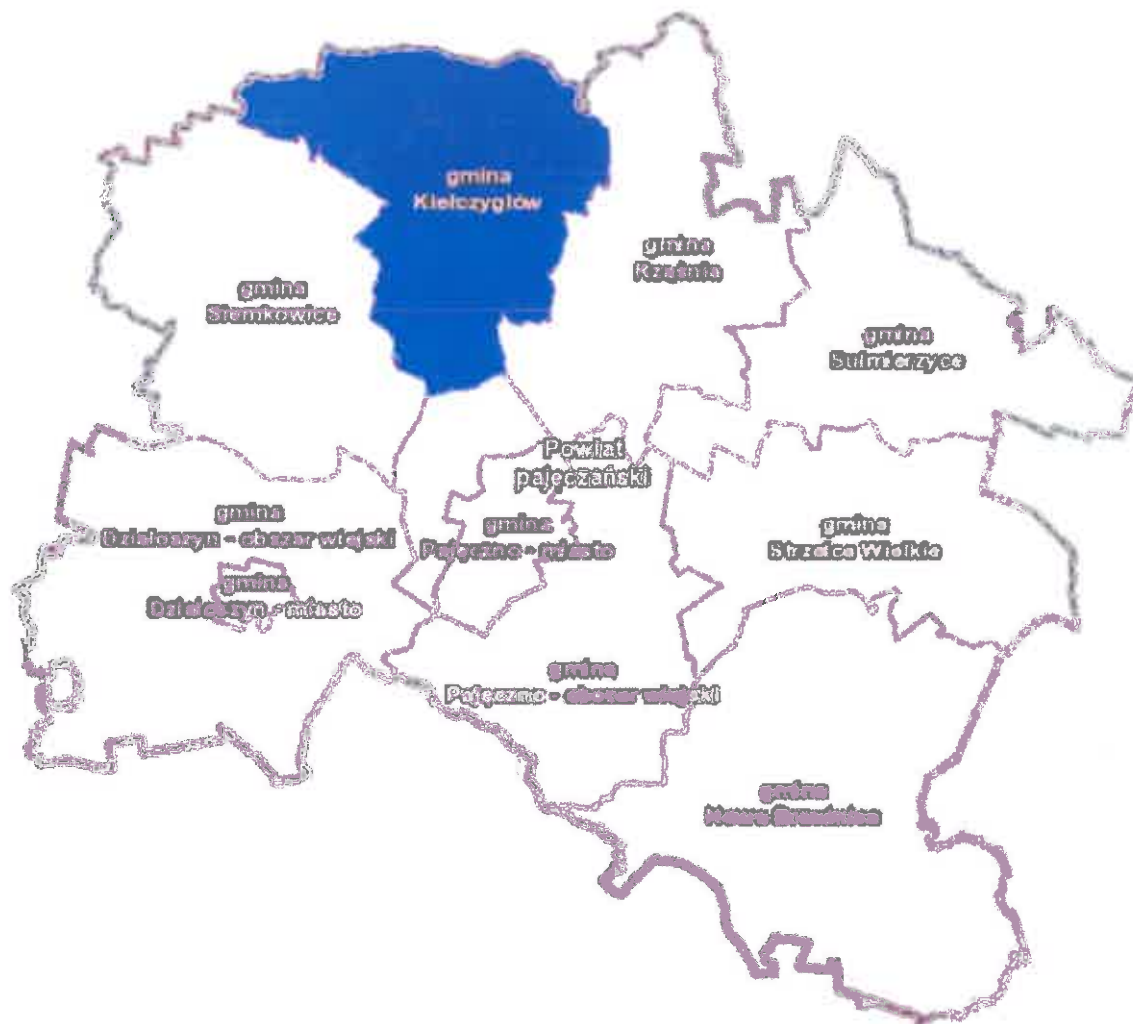 gmina
Kiełczygłów
gmina
Rząśnia
gmina
Siemkowice
gmina
Sulmierzyce
Powiat
pajęczański
gmina
Działoszyn - obszar wiejski
gmina
Pajęczno - miasto
gmina
Strzelce Wielkie
gmina
Działoszyn - miasto
gmina
Pajęczno - obszar wiejski
gmina
Nowa Brzeźnica